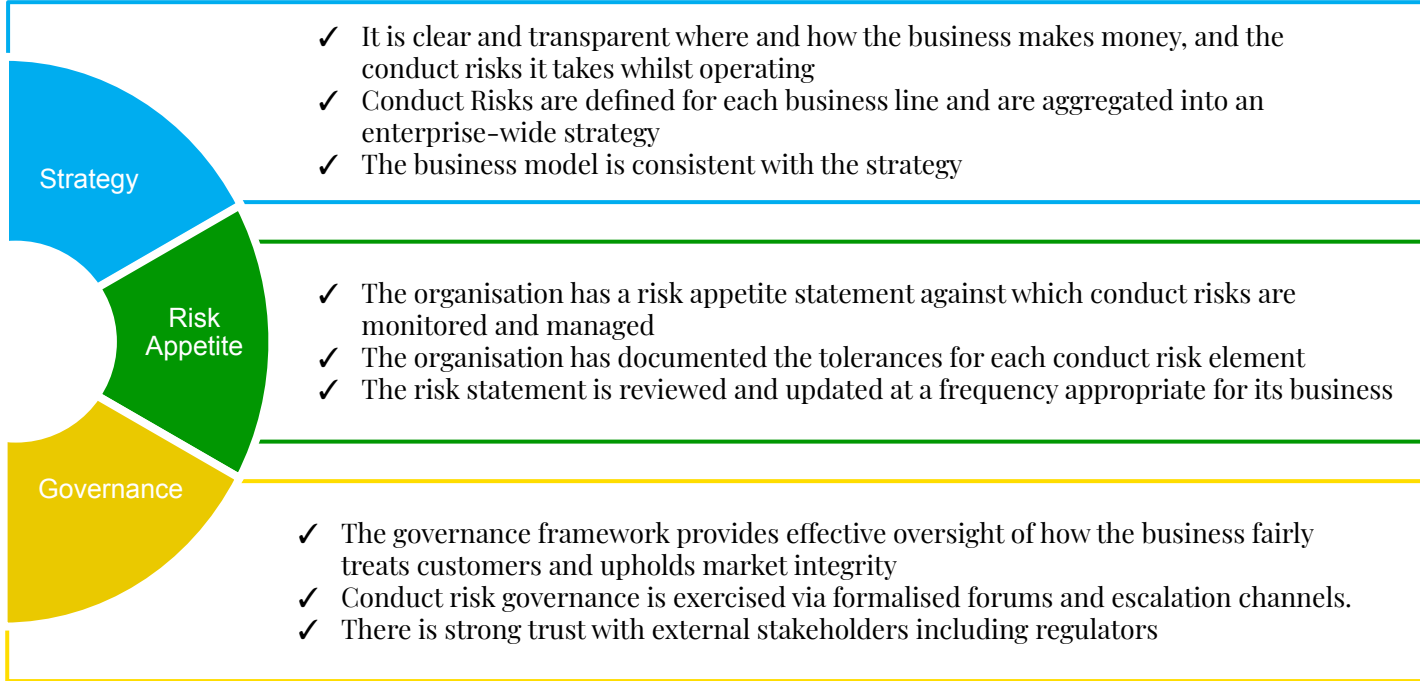 Strategy
✓ It is clear and transparent where and how the business makes money, and the
conduct risks it takes whilst operating
✓ Conduct Risks are defined for each business line and are aggregated into an
enterprise-wide strategy
✓ The business model is consistent with the strategy
Risk
Appetite
✓ The organisation has a risk appetite statement against which conduct risks are
monitored and managed
✓ The organisation has documented the tolerances for each conduct risk element
✓ The risk statement is reviewed and updated at a frequency appropriate for its business
Governance
✓ The governance framework provides effective oversight of how the business fairly
treats customers and upholds market integrity
✓ Conduct risk governance is exercised via formalised forums and escalation channels.
✓ There is strong trust with external stakeholders including regulators